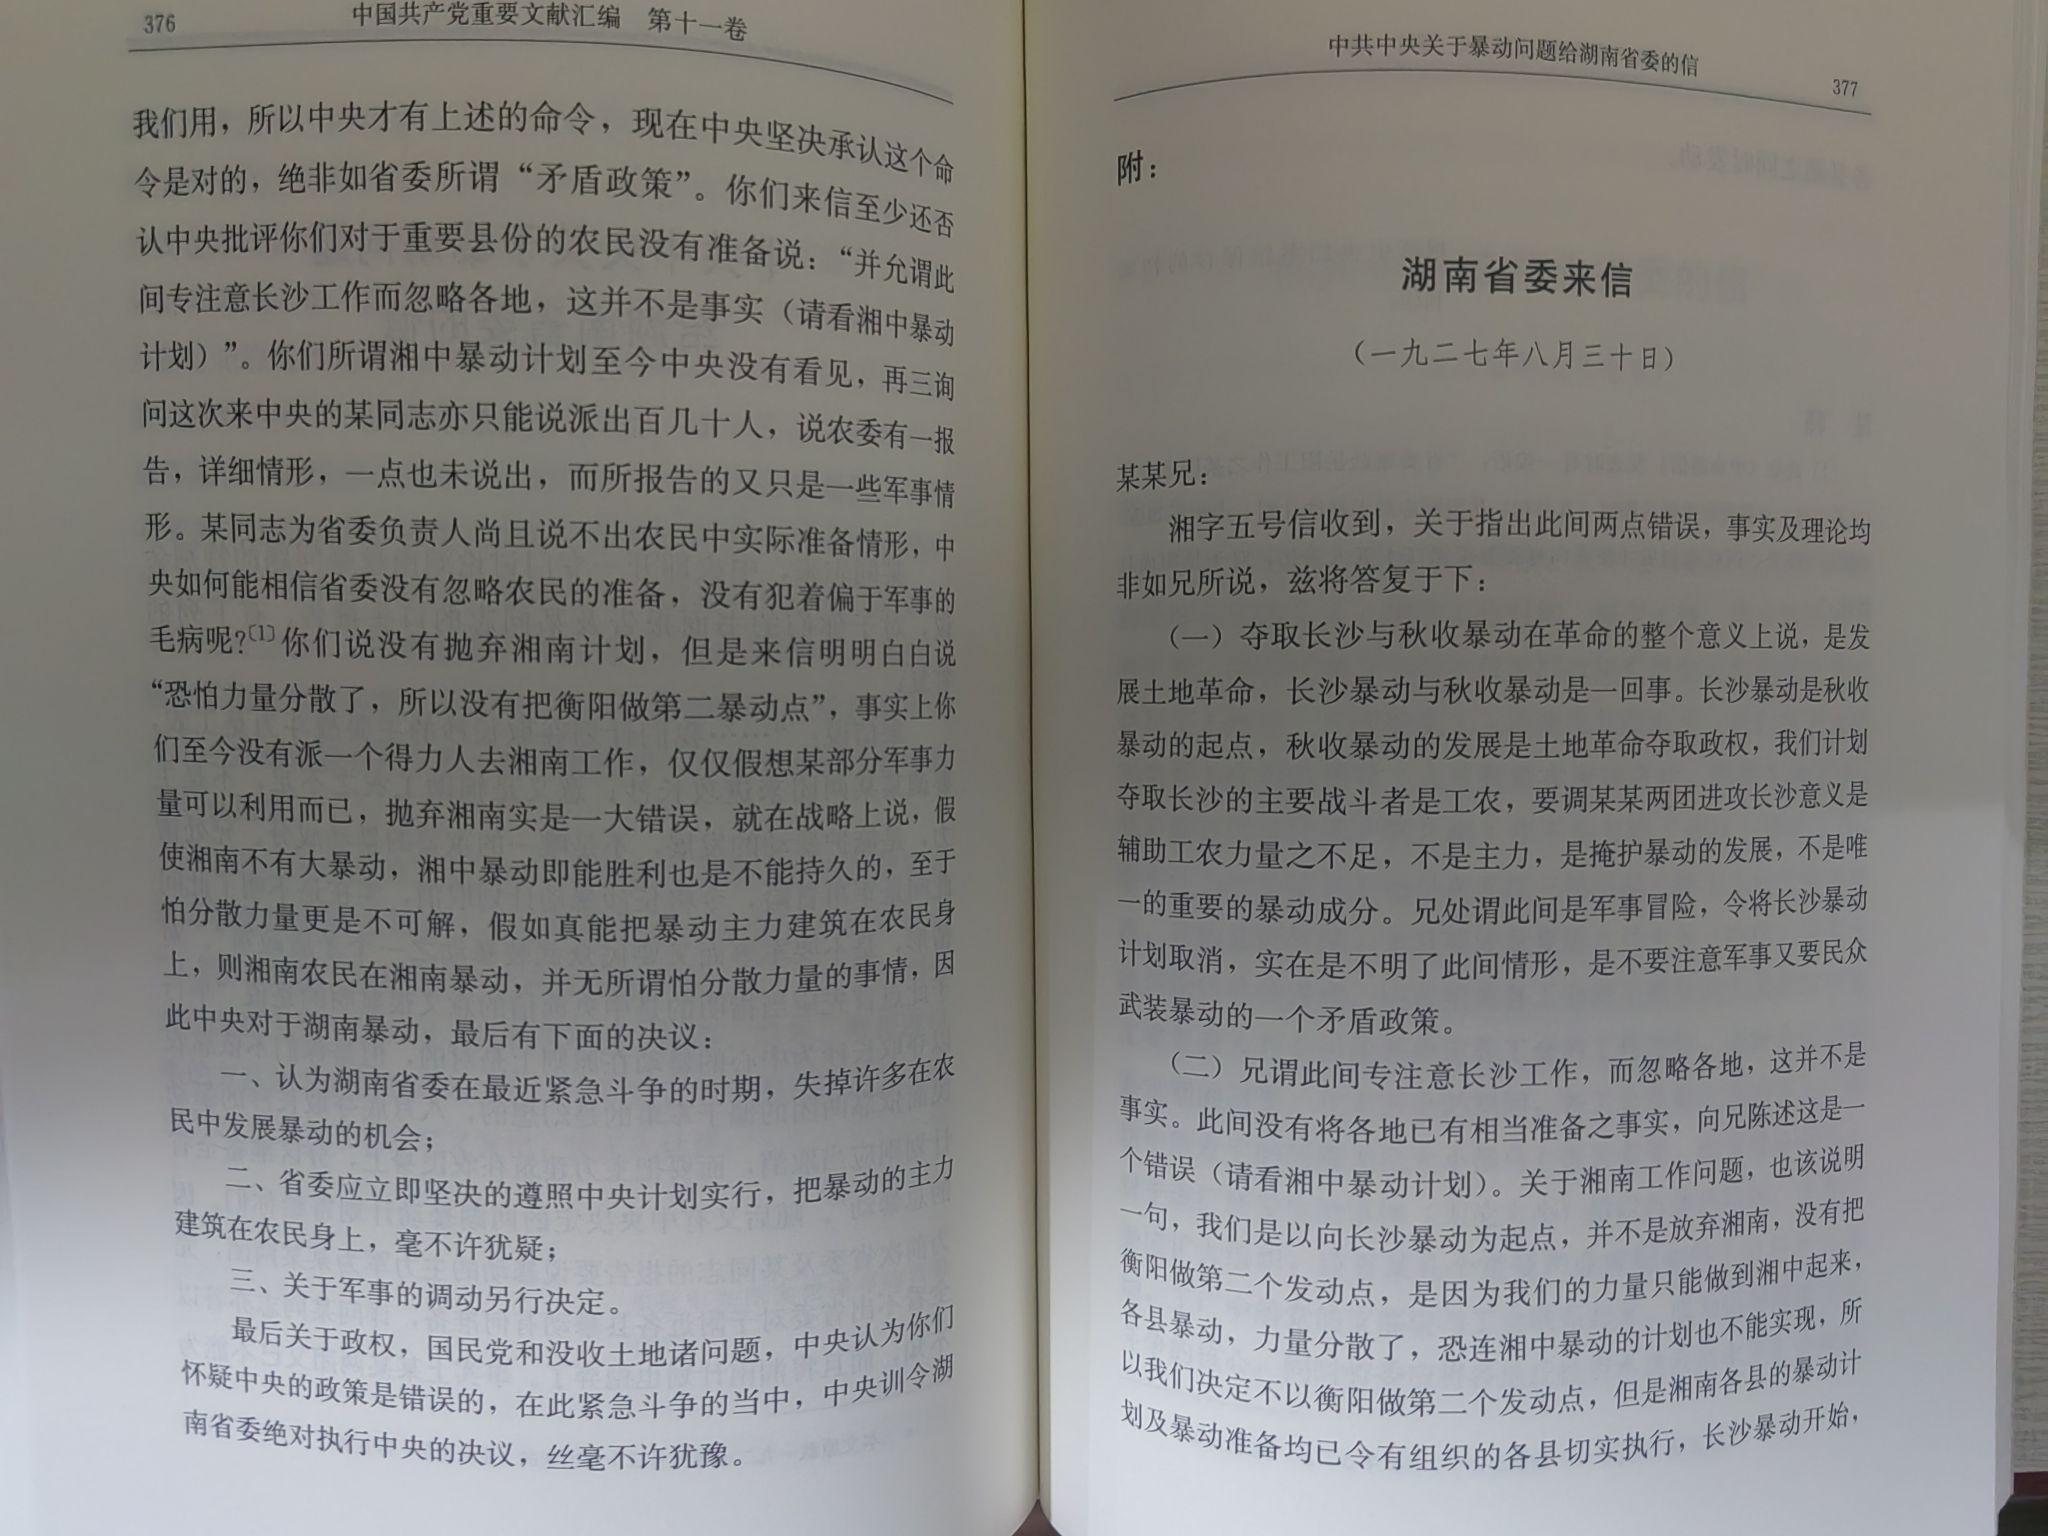 376
中国共产党重要文献汇编　第十一卷
我们用，所以中央才有上述的命令，现在中央坚决承认这个命
令是对的，绝非如省委所谓“矛盾政策”。你们来信至少还否
认中央批评你们对于重要县份的农民没有准备说：“并允谓此
间专注意长沙工作而忽略各地，这并不是事实（请看湘中暴动
计划）”。你们所谓湘中暴动计划至今中央没有看见，再三询
问这次来中央的某同志亦只能说派出百几十人，说农委有一报
告，详细情形，一点也未说出，而所报告的又只是一些军事情
形。某同志为省委负责人尚且说不出农民中实际准备情形，中
央如何能相信省委没有忽略农民的准备，没有犯着偏于军事的
毛病呢?〔1〕你们说没有抛弃湘南计划，但是来信明明白白说
“恐怕力量分散了，所以没有把衡阳做第二暴动点”，事实上你
们至今没有派一个得力人去湘南工作，仅仅假想某部分军事力
量可以利用而已，抛弃湘南实是一大错误，就在战略上说，假
使湘南不有大暴动，湘中暴动即能胜利也是不能持久的，至于
怕分散力量更是不可解，假如真能把暴动主力建筑在农民身
上，则湘南农民在湘南暴动，并无所谓怕分散力量的事情，因
此中央对于湖南暴动，最后有下面的决议：
一、认为湖南省委在最近紧急斗争的时期，失掉许多在农
民中发展暴动的机会；
二、省委应立即坚决的遵照中央计划实行，把暴动的主力
建筑在农民身上，毫不许犹疑；
三、关于军事的调动另行决定。
最后关于政权，国民党和没收土地诸问题，中央认为你们
怀疑中央的政策是错误的，在此紧急斗争的当中，中央训令湖
南省委绝对执行中央的决议，丝毫不许犹豫。
中共中央关于暴动问题给湖南省委的信
377
附：
湖南省委来信
（一九二七年八月三十日）
某某兄：
湘字五号信收到，关于指出此间两点错误，事实及理论均
非如兄所说，兹将答复于下：
（一）夺取长沙与秋收暴动在革命的整个意义上说，是发
展土地革命，长沙暴动与秋收暴动是一回事。长沙暴动是秋收
暴动的起点，秋收暴动的发展是土地革命夺取政权，我们计划
夺取长沙的主要战斗者是工农，要调某某两团进攻长沙意义是
辅助工农力量之不足，不是主力，是掩护暴动的发展，不是唯
一的重要的暴动成分。兄处谓此间是军事冒险，令将长沙暴动
计划取消，实在是不明了此间情形，是不要注意军事又要民众
武装暴动的一个矛盾政策。
（二）兄谓此间专注意长沙工作，而忽略各地，这并不是
事实。此间没有将各地已有相当准备之事实，向兄陈述这是一
个错误（请看湘中暴动计划）。关于湘南工作问题，也该说明
一句，我们是以向长沙暴动为起点，并不是放弃湘南，没有把
衡阳做第二个发动点，是因为我们的力量只能做到湘中起来，
各县暴动，力量分散了，恐连湘中暴动的计划也不能实现，所
以我们决定不以衡阳做第二个发动点，但是湘南各县的暴动计
划及暴动准备均已令有组织的各县切实执行，长沙暴动开始，